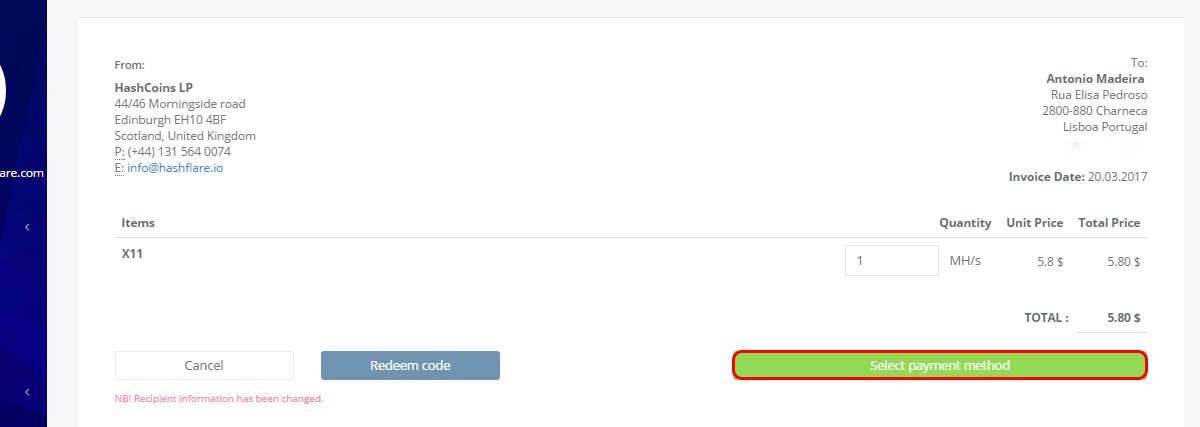 are.com
From:
HashCoins LP
44/46 Morningside road
Edinburgh EH10 4BF
Scotland, United Kingdom
P: (+44) 131 564 0074
E: info@hashflare.io
To:
Antonio Madeira
Rua Elisa Pedroso
2800-880 Charneca
Lisboa Portugal
Invoice Date: 20.03.2017
Items Quantity Unit Price Total Price
X11 1 MH/s 5.8 $ 5.80 $
TOTAL : 5.80 $
Cancel Redeem code Select payment method
NB! Recipient information has been changed.